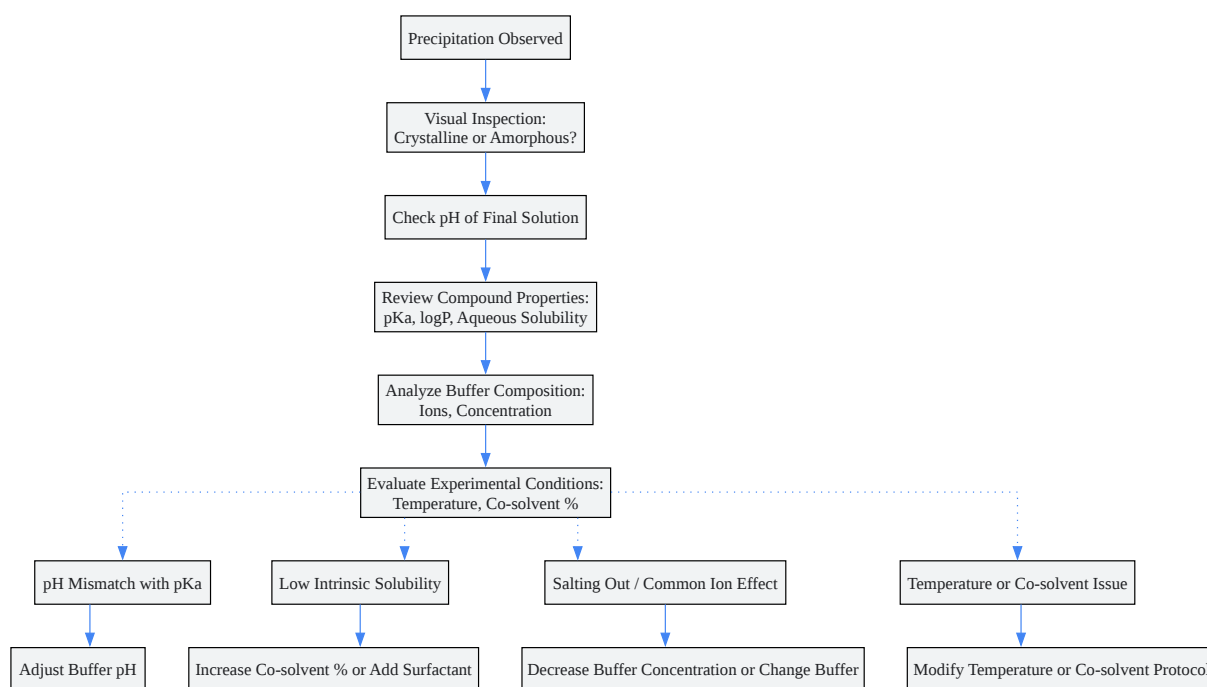 Precipitation Observed
Visual Inspection:
Crystalline or Amorphous?
Check pH of Final Solution
Review Compound Properties:
pKa, logP, Aqueous Solubility
Analyze Buffer Composition:
Ions, Concentration
Evaluate Experimental Conditions:
Temperature, Co-solvent %
pH Mismatch with pKa
Low Intrinsic Solubility
Salting Out / Common Ion Effect
Temperature or Co-solvent Issue
Adjust Buffer pH
Increase Co-solvent % or Add Surfactant
Decrease Buffer Concentration or Change Buffer
Modify Temperature or Co-solvent Protocol